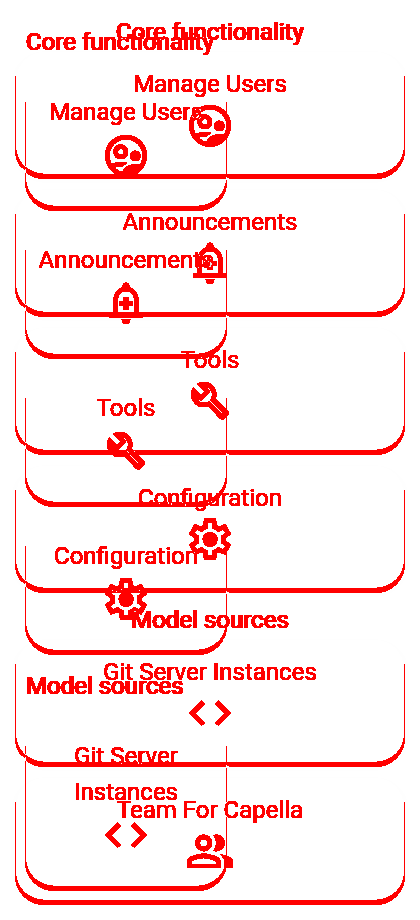 Core functionality
Core functionality
Manage Users
Manage Users
Announcements
Announcements
Tools
Tools
Configuration
Configuration
Model sources
Git Server Instances
Model sources
Git Server
Instances
Team For Capella